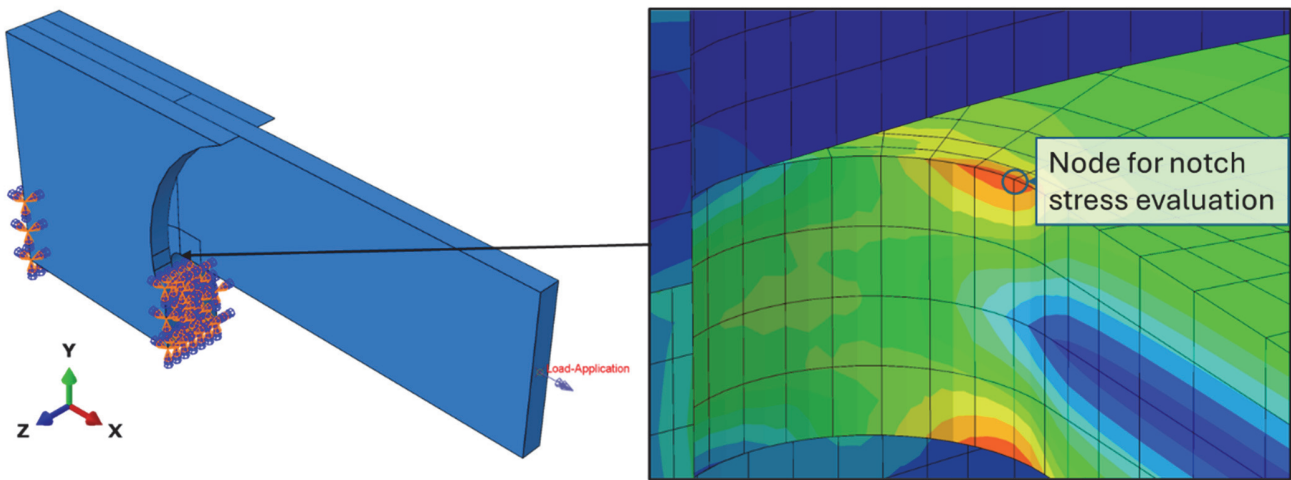 Load-Application
Y
Z
X
Node for notch
stress evaluation